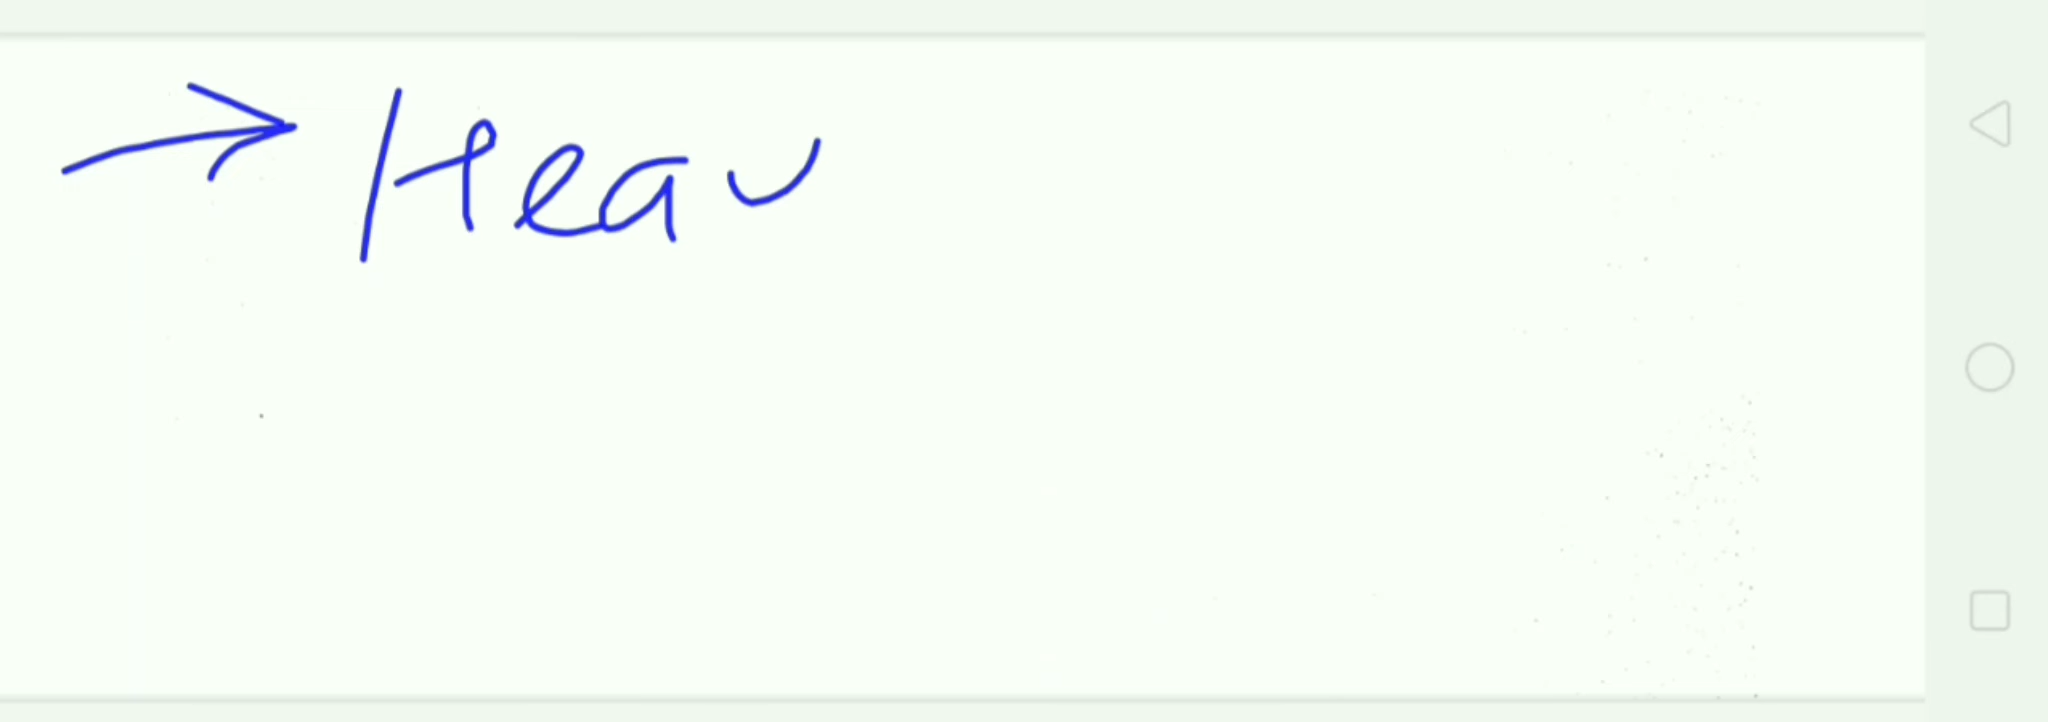 → Heav